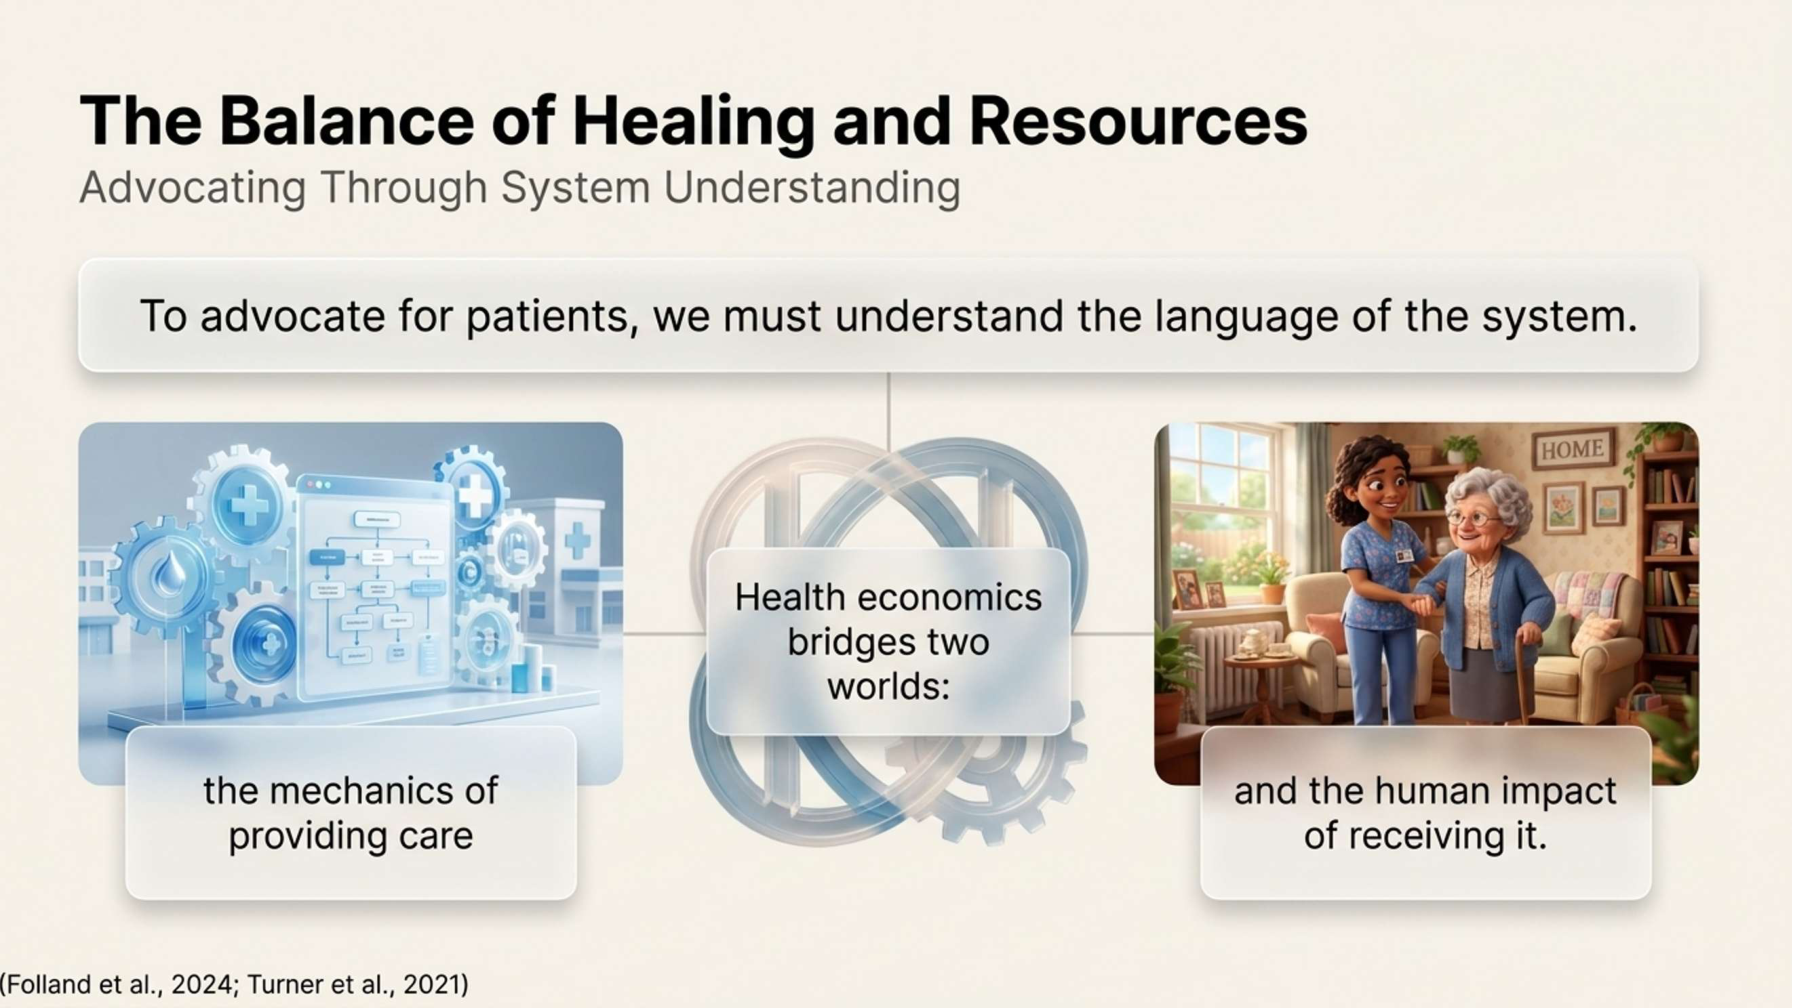 The Balance of Healing and Resources
Advocating Through System Understanding
To advocate for patients, we must understand the language of the system.
HOME
Health economics
bridges two
worlds:
the mechanics of
providing care
and the human impact
of receiving it.
(Folland et al., 2024; Turner et al., 2021)